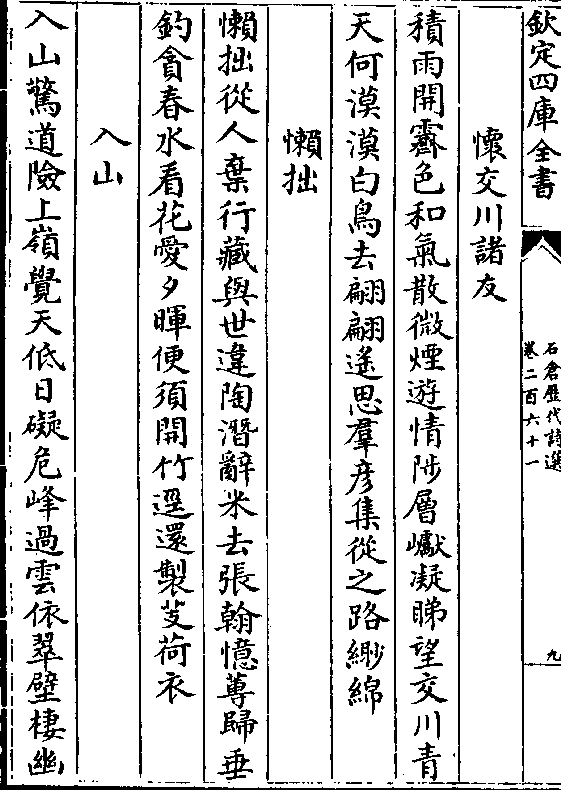 欽定四庫全書
石倉歷代詩選
卷二百六十一
九
懷交川諸友
積雨開霽色和氣散微煙遊情陟層巘凝睇望交川青
天何漠漠白鳥去翩翩遙思羣彦集從之路緲綿
懶拙
懶拙從人棄行藏與世違陶潛辭米去張翰憶蓴歸垂
釣貪春水看花愛夕暉便須開竹逕還製芰荷衣
入山
入山驚道險上嶺覺天低日礙危峰過雲依翠壁棲幽